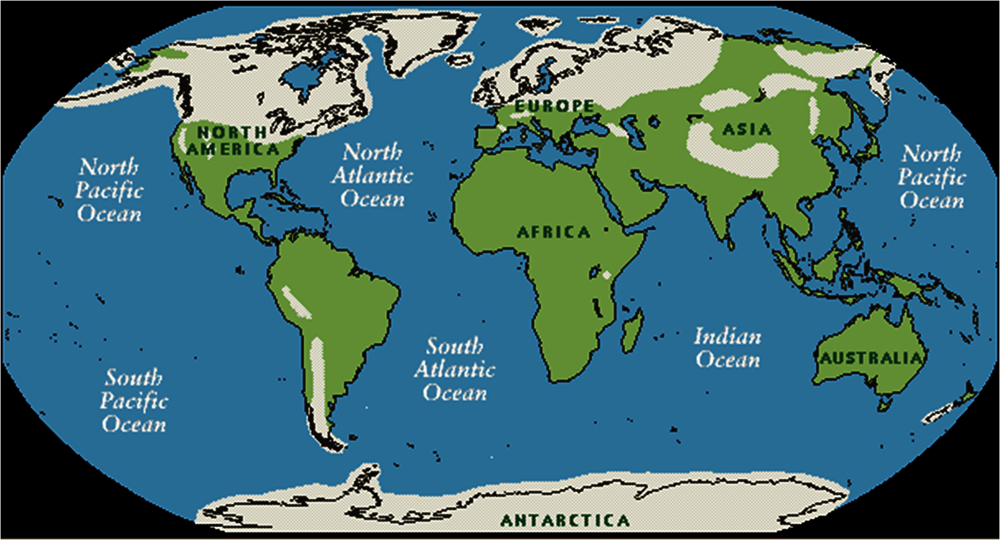 EUROPE
NORTH
AMERICA
ASIA
North
Pacific
Ocean
North
Atlantic
Ocean
North
Pacific
Ocean
AFRICA
South
Pacific
Ocean
South
Atlantic
Ocean
Indian
Ocean
AUSTRALIA
ANTARCTICA